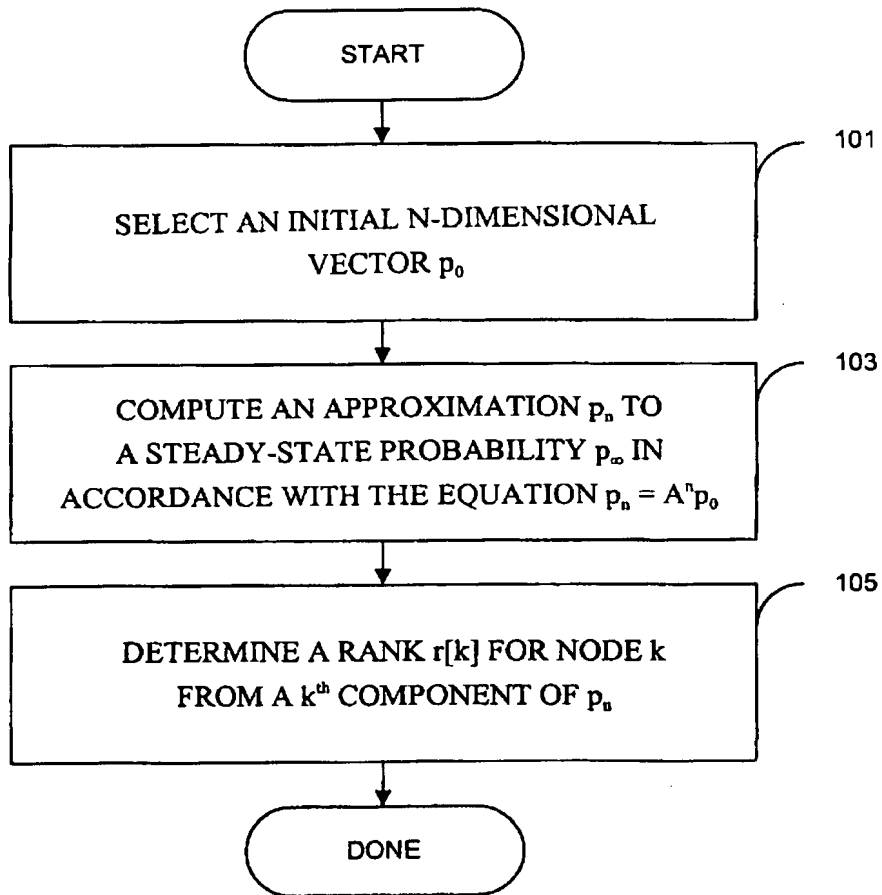 START
101
SELECT AN INITIAL N-DIMENSIONAL
VECTOR p₀
103
COMPUTE AN APPROXIMATION pₙ TO
A STEADY-STATE PROBABILITY p∞ IN
ACCORDANCE WITH THE EQUATION pₙ = Aⁿp₀
105
DETERMINE A RANK r[k] FOR NODE k
FROM A kᵗʰ COMPONENT OF pₙ
DONE